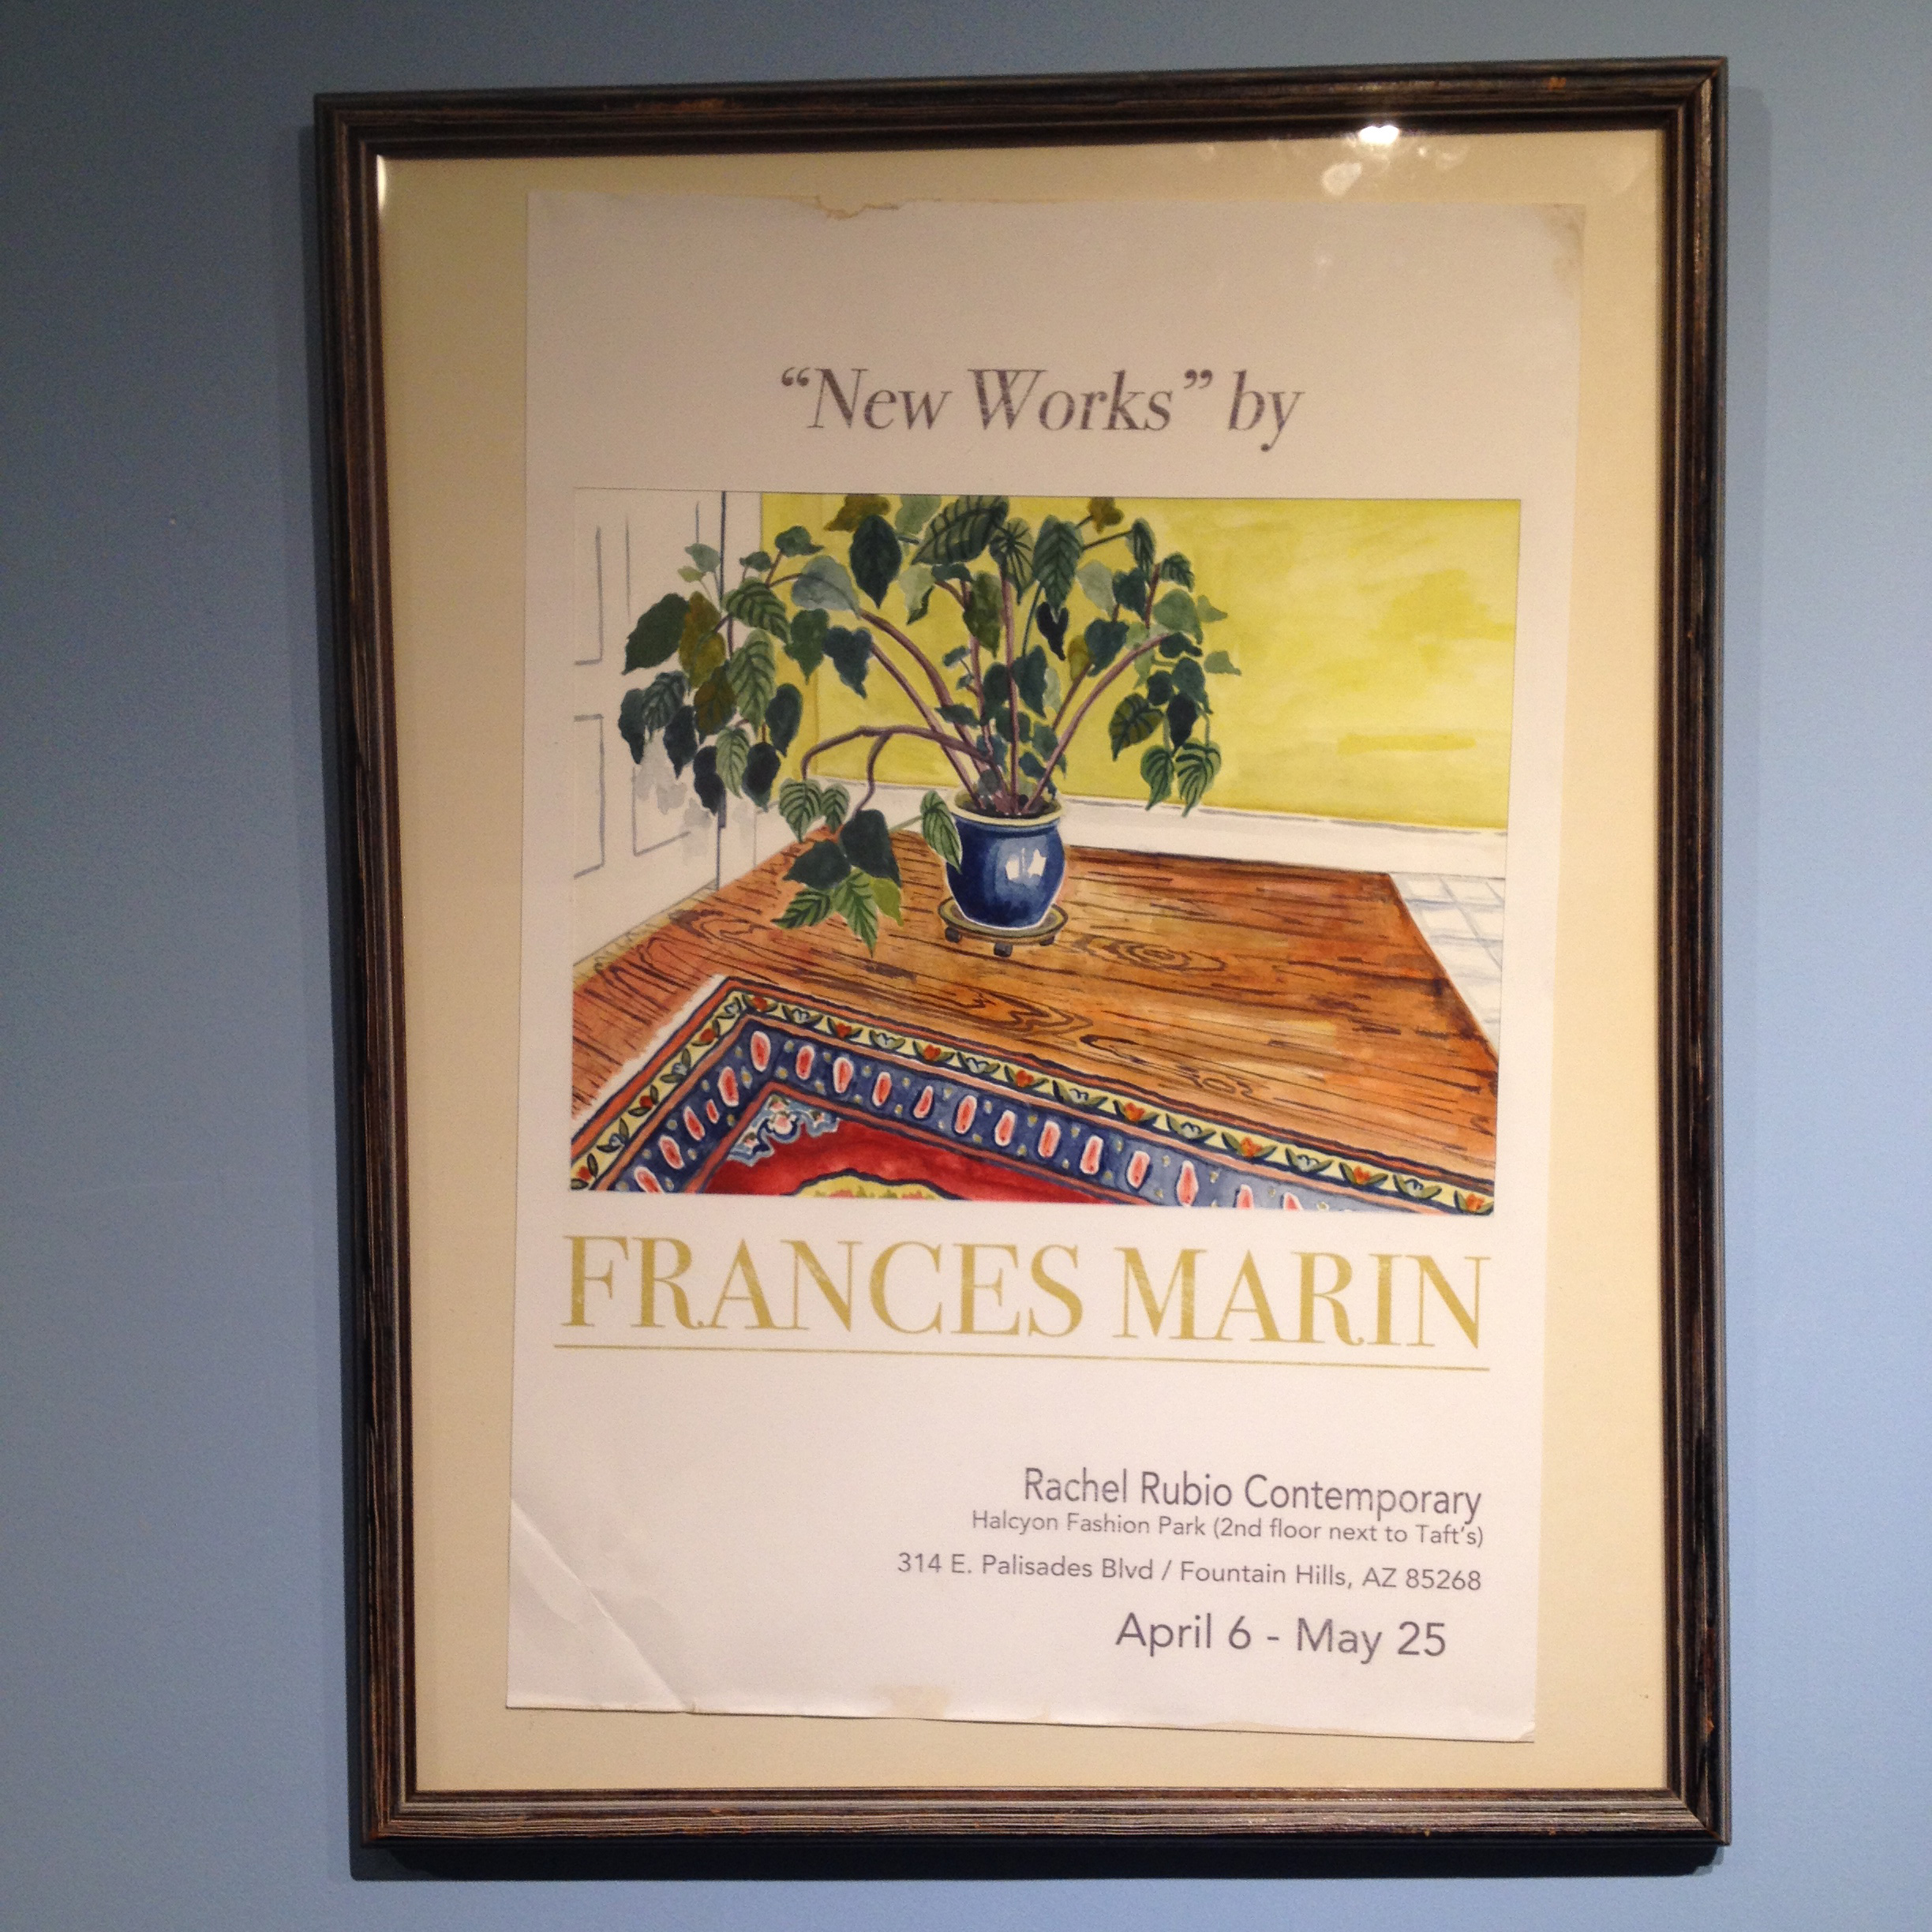 “New Works” by
FRANCES MARIN
Rachel Rubio Contemporary
Halcyon Fashion Park (2nd floor next to Taft’s)
314 E. Palisades Blvd / Fountain Hills, AZ 85268
April 6 - May 25